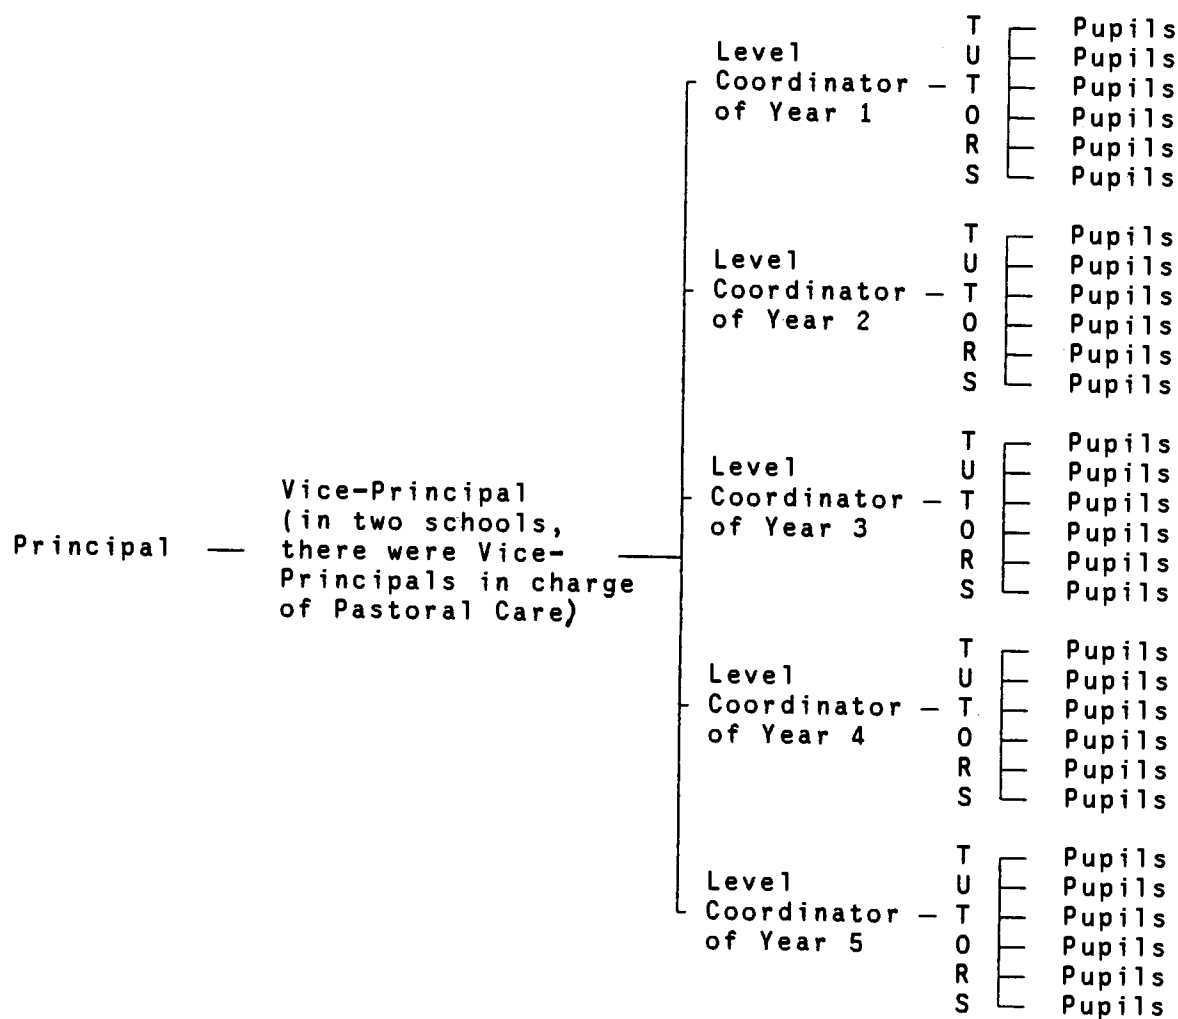 Principal —
Vice-Principal
(in two schools,
there were Vice-
Principals in charge
of Pastoral Care)
Level
Coordinator —
of Year 1
TUTORS
Pupils
Pupils
Pupils
Pupils
Pupils
Pupils
Level
Coordinator —
of Year 2
TUTORS
Pupils
Pupils
Pupils
Pupils
Pupils
Pupils
Level
Coordinator —
of Year 3
TUTORS
Pupils
Pupils
Pupils
Pupils
Pupils
Pupils
Level
Coordinator —
of Year 4
TUTORS
Pupils
Pupils
Pupils
Pupils
Pupils
Pupils
Level
Coordinator —
of Year 5
TUTORS
Pupils
Pupils
Pupils
Pupils
Pupils
Pupils